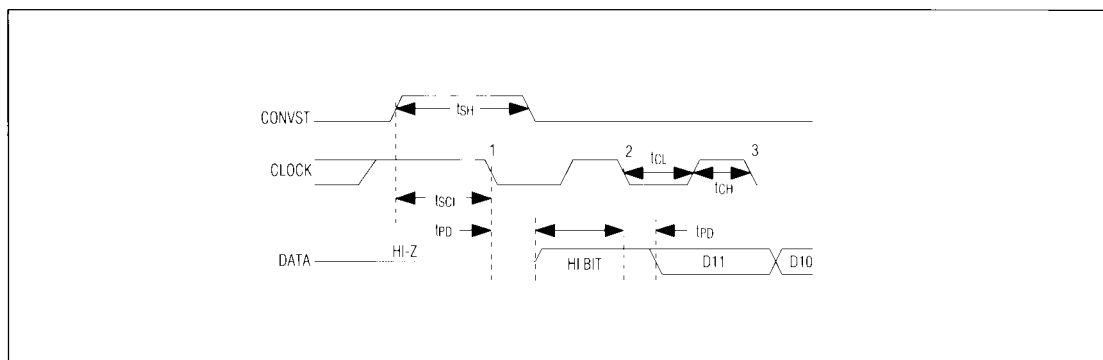 CONVST
tSH
CLOCK
1
2
tCL
3
tCH
tSCI
tPD
tPD
DATA
HI-Z
HI BIT
D11
D10